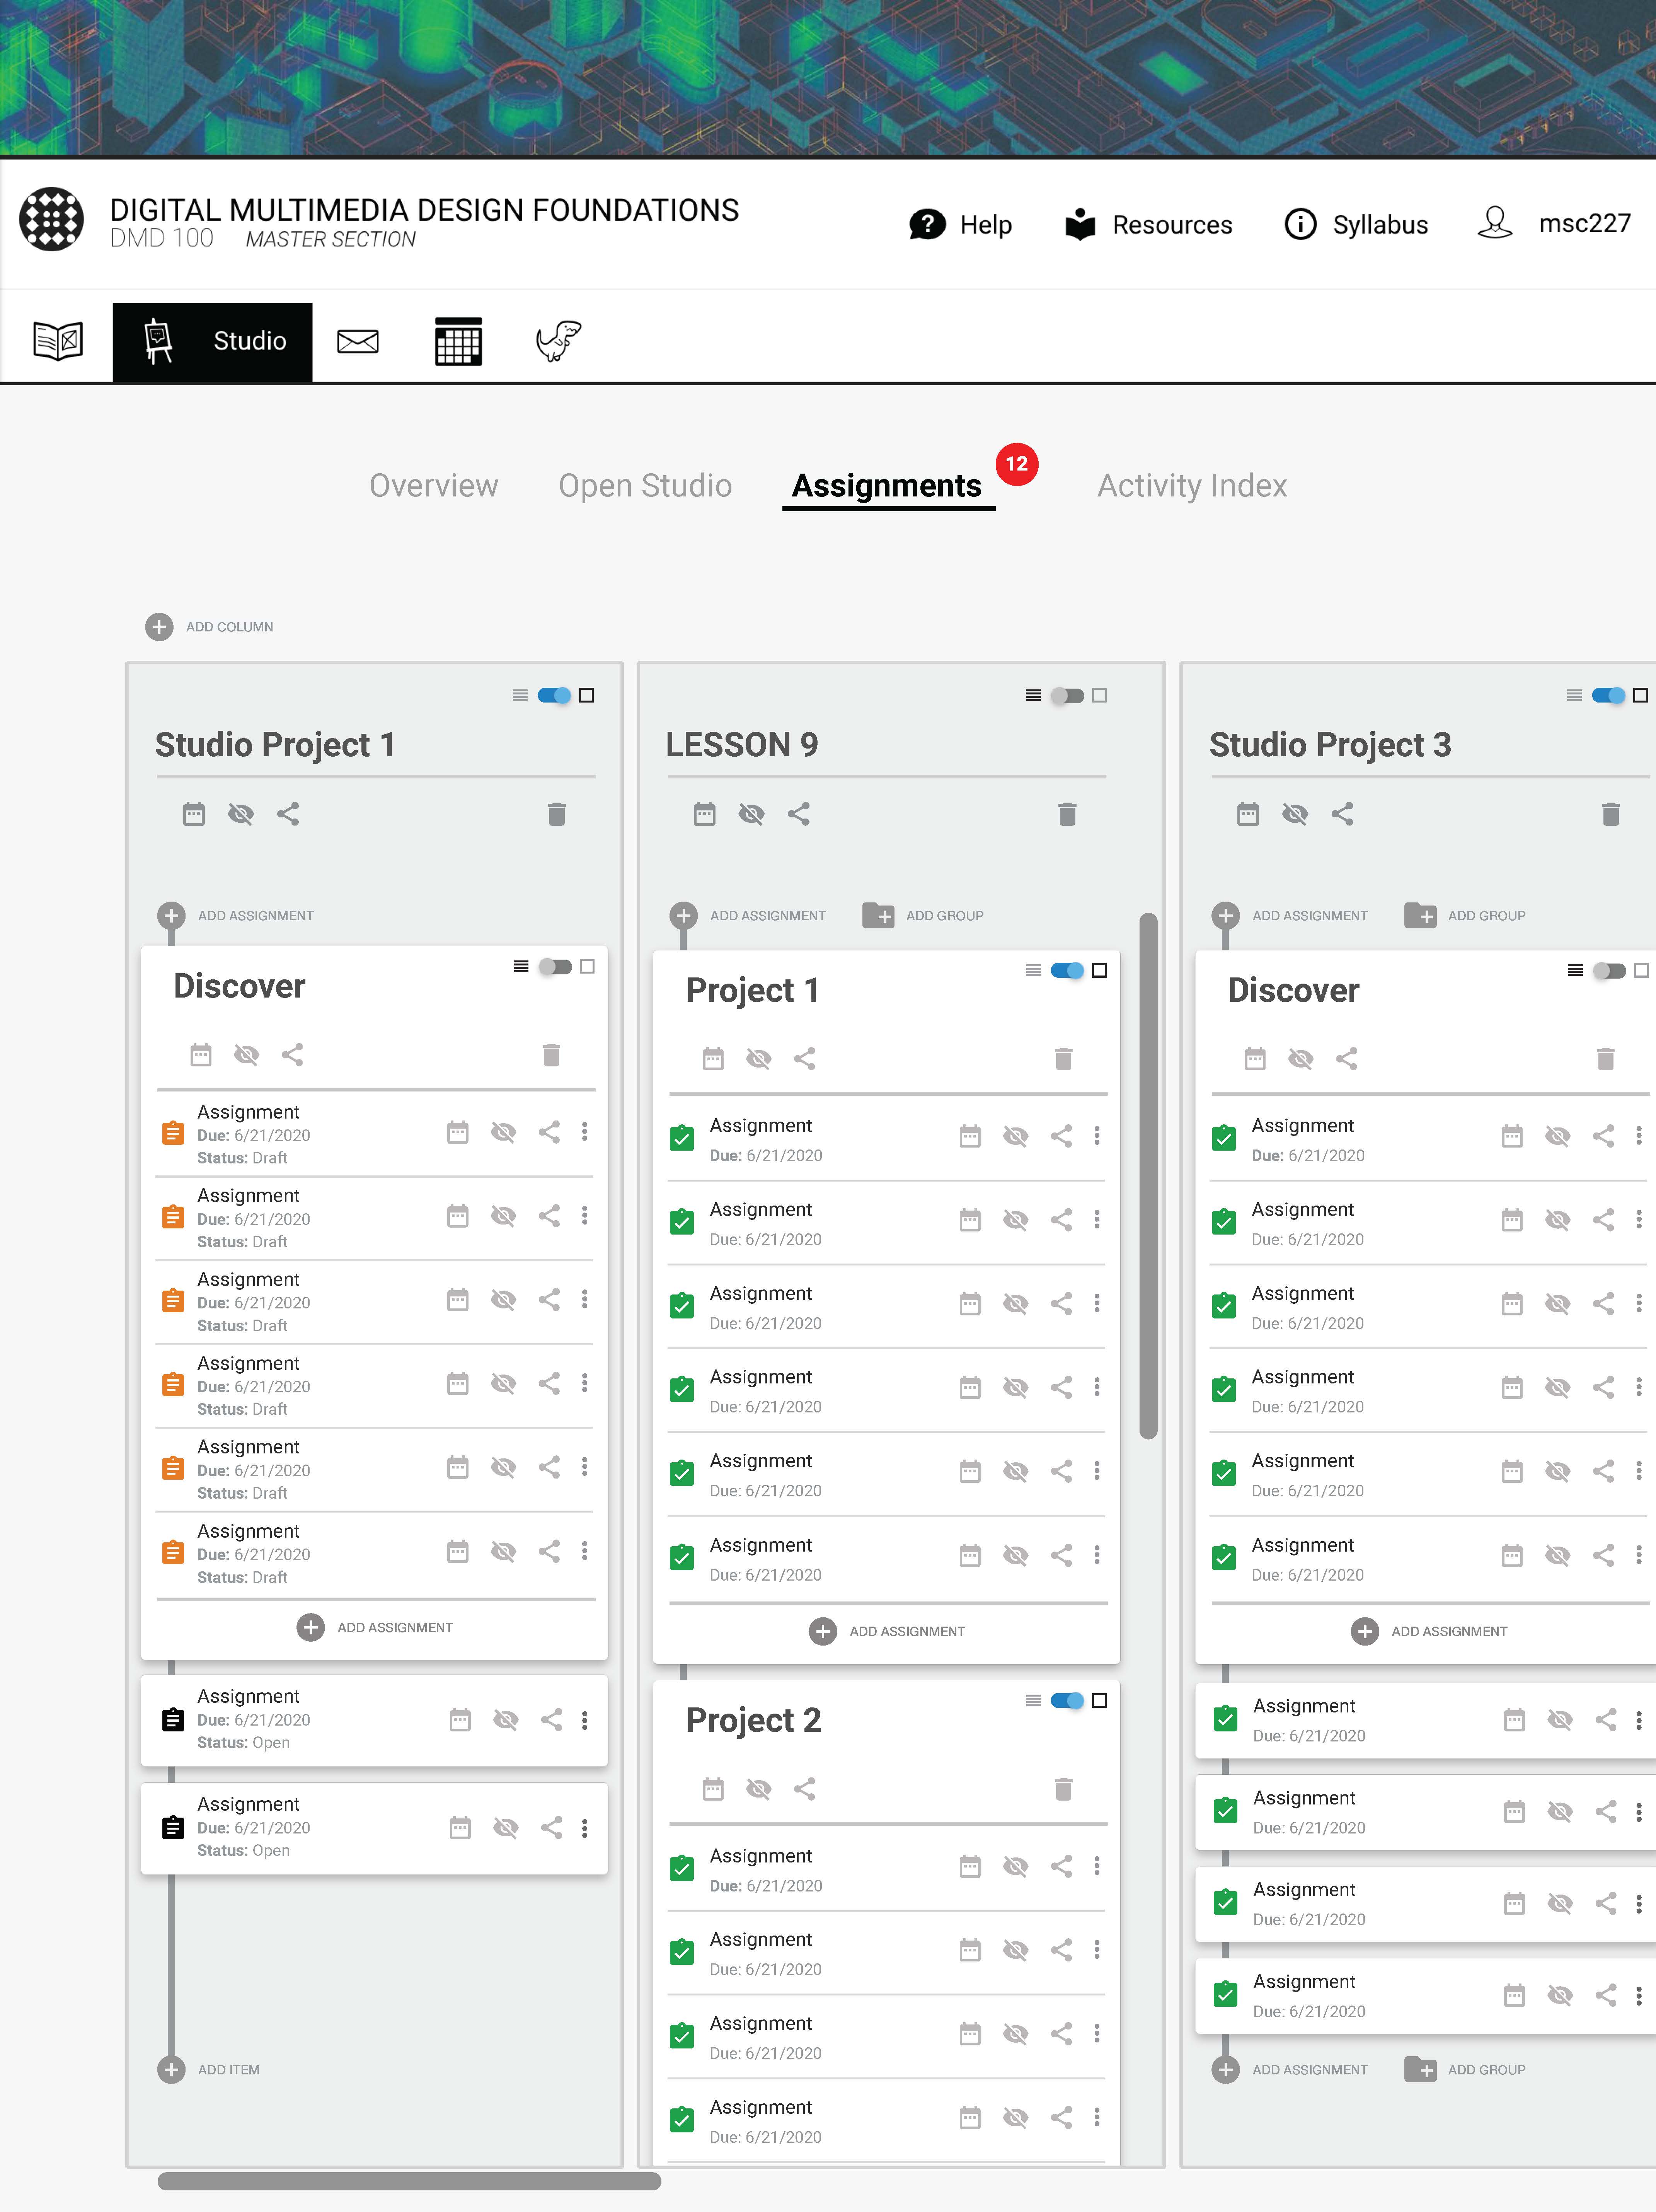 DIGITAL MULTIMEDIA DESIGN FOUNDATIONS
DMD 100 MASTER SECTION
? Help
Resources
i Syllabus
msc227
Studio
Overview
Open Studio
Assignments
12
Activity Index
ADD COLUMN
Studio Project 1
ADD ASSIGNMENT
Discover
Assignment
Due: 6/21/2020
Status: Draft
Assignment
Due: 6/21/2020
Status: Draft
Assignment
Due: 6/21/2020
Status: Draft
Assignment
Due: 6/21/2020
Status: Draft
Assignment
Due: 6/21/2020
Status: Draft
Assignment
Due: 6/21/2020
Status: Draft
ADD ASSIGNMENT
Assignment
Due: 6/21/2020
Status: Open
Assignment
Due: 6/21/2020
Status: Open
ADD ITEM
LESSON 9
ADD ASSIGNMENT
ADD GROUP
Project 1
Assignment
Due: 6/21/2020
Assignment
Due: 6/21/2020
Assignment
Due: 6/21/2020
Assignment
Due: 6/21/2020
Assignment
Due: 6/21/2020
Assignment
Due: 6/21/2020
ADD ASSIGNMENT
Project 2
Assignment
Due: 6/21/2020
Assignment
Due: 6/21/2020
Assignment
Due: 6/21/2020
Assignment
Due: 6/21/2020
Studio Project 3
ADD ASSIGNMENT
ADD GROUP
Discover
Assignment
Due: 6/21/2020
Assignment
Due: 6/21/2020
Assignment
Due: 6/21/2020
Assignment
Due: 6/21/2020
Assignment
Due: 6/21/2020
Assignment
Due: 6/21/2020
ADD ASSIGNMENT
Assignment
Due: 6/21/2020
Assignment
Due: 6/21/2020
Assignment
Due: 6/21/2020
Assignment
Due: 6/21/2020
ADD ASSIGNMENT
ADD GROUP